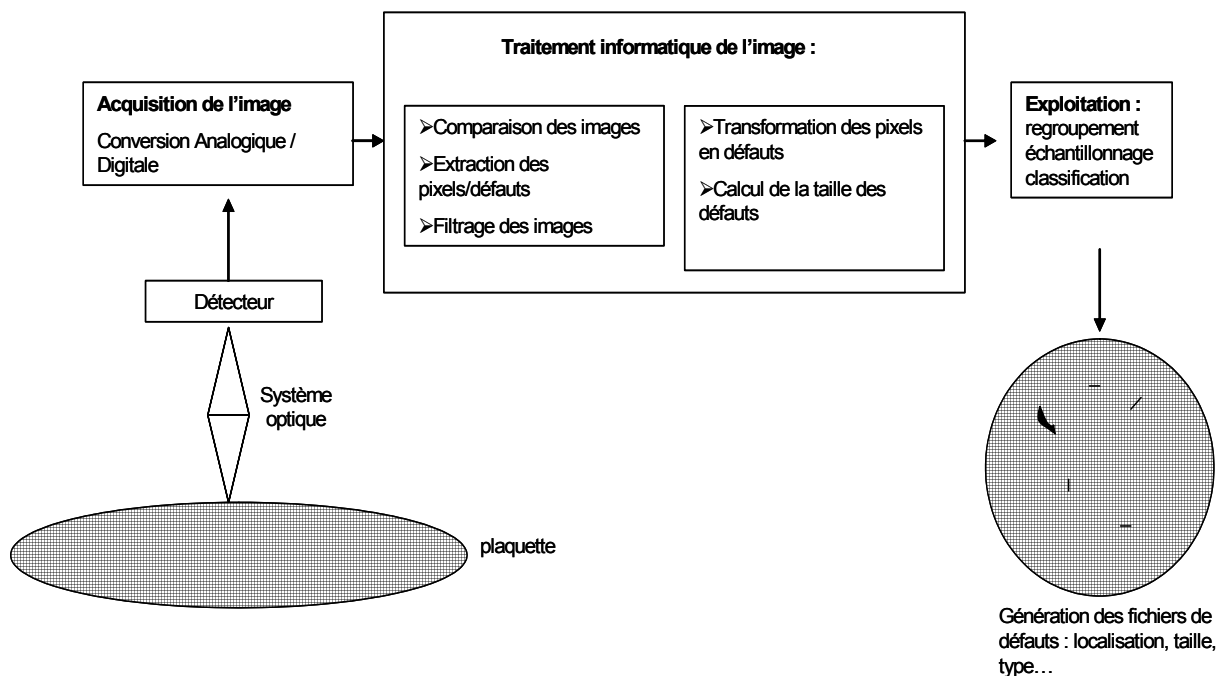 Traitement informatique de l'image :
Acquisition de l'image
Conversion Analogique /
Digitale
➢Comparaison des images
➢Extraction des
pixels/défauts
➢Filtrage des images
➢Transformation des pixels
en défauts
➢Calcul de la taille des
défauts
Exploitation :
regroupement
échantillonnage
classification
Détecteur
Système
optique
plaquette
Génération des fichiers de
défauts : localisation, taille,
type…